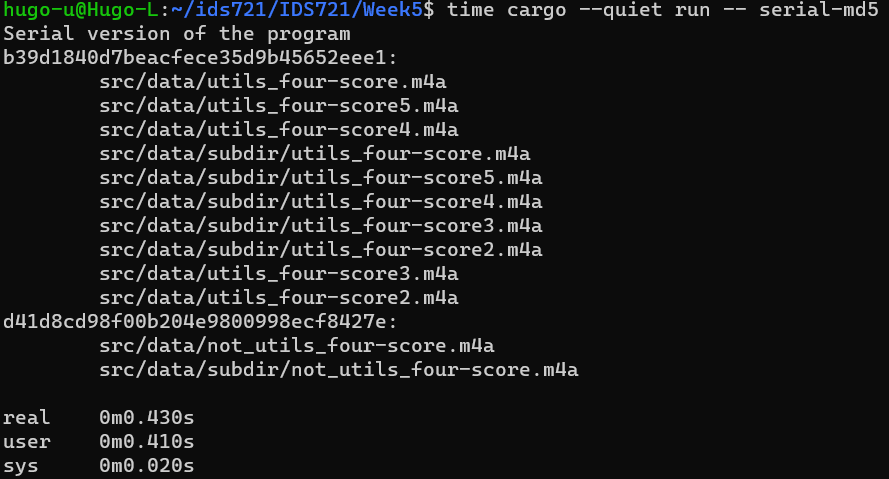 hugo-u@Hugo-L:~/ids721/IDS721/Week5$ time cargo --quiet run -- serial-md5
Serial version of the program
b39d1840d7beacfece35d9b45652eee1:
        src/data/utils_four-score.m4a
        src/data/utils_four-score5.m4a
        src/data/utils_four-score4.m4a
        src/data/subdir/utils_four-score.m4a
        src/data/subdir/utils_four-score5.m4a
        src/data/subdir/utils_four-score4.m4a
        src/data/subdir/utils_four-score3.m4a
        src/data/subdir/utils_four-score2.m4a
        src/data/utils_four-score3.m4a
        src/data/utils_four-score2.m4a
d41d8cd98f00b204e9800998ecf8427e:
        src/data/not_utils_four-score.m4a
        src/data/subdir/not_utils_four-score.m4a

real    0m0.430s
user    0m0.410s
sys     0m0.020s